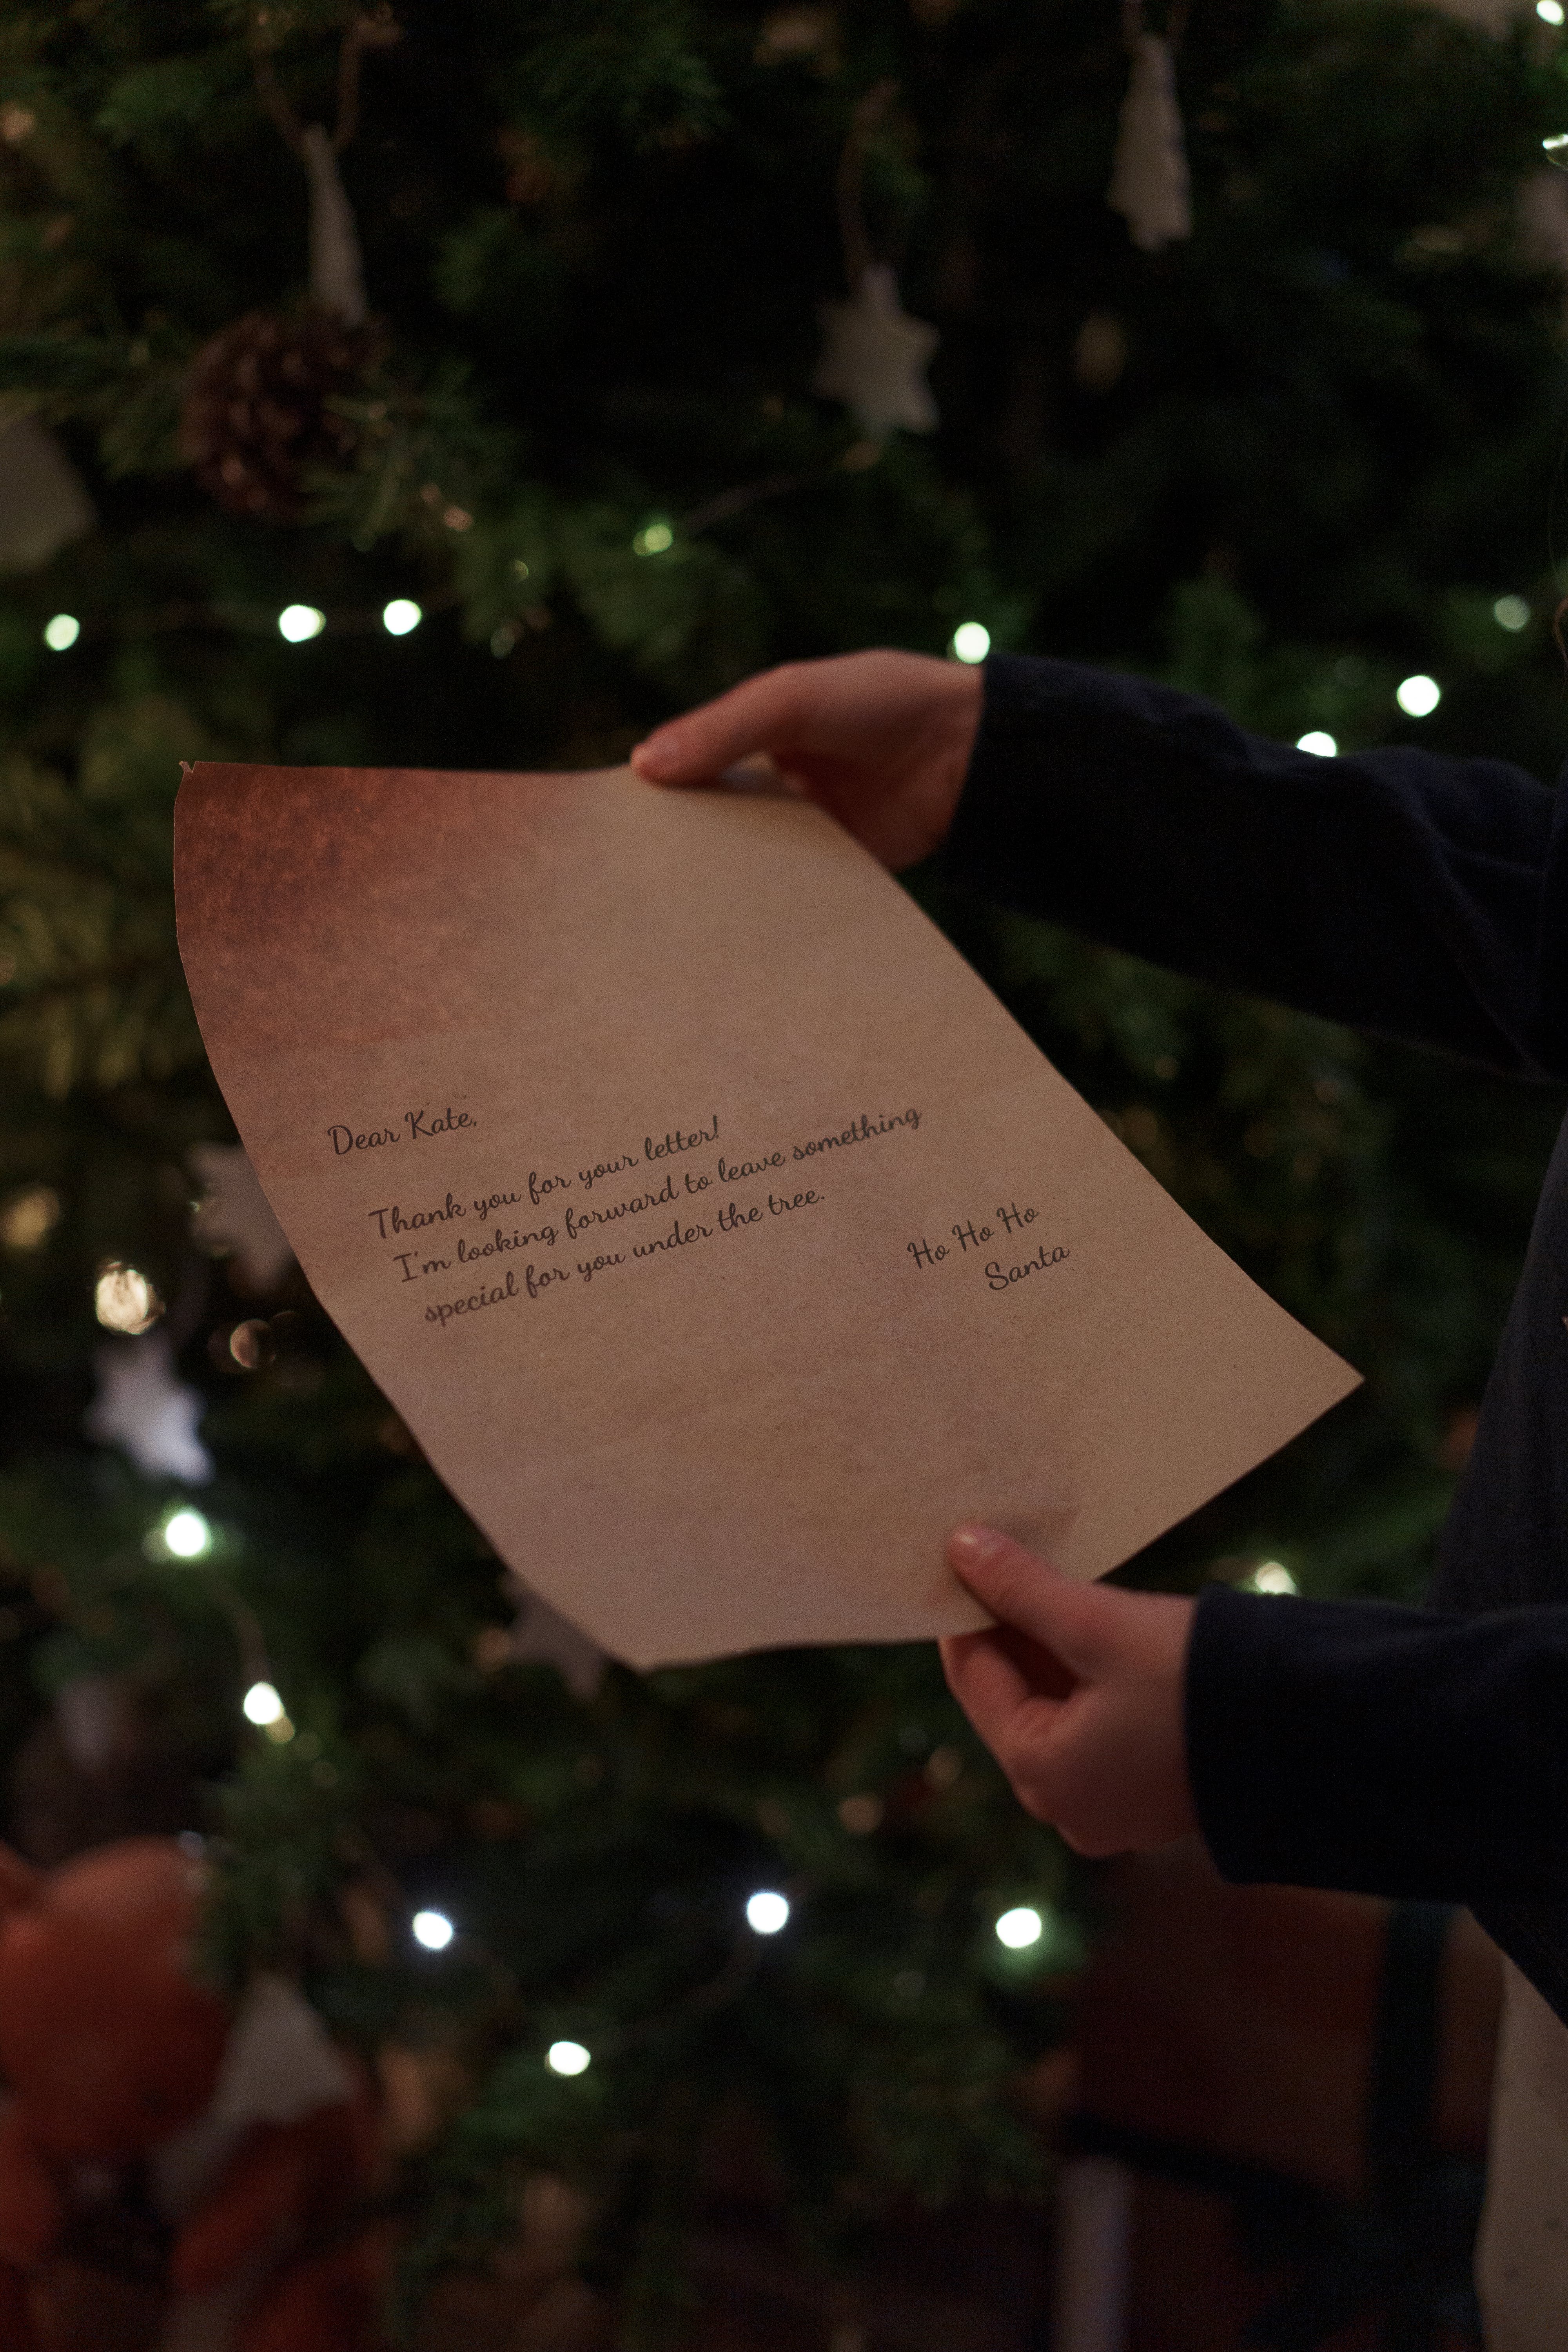 Dear Kate,
Thank you for your letter!
I'm looking forward to leave something
special for you under the tree.
Ho Ho Ho
Santa